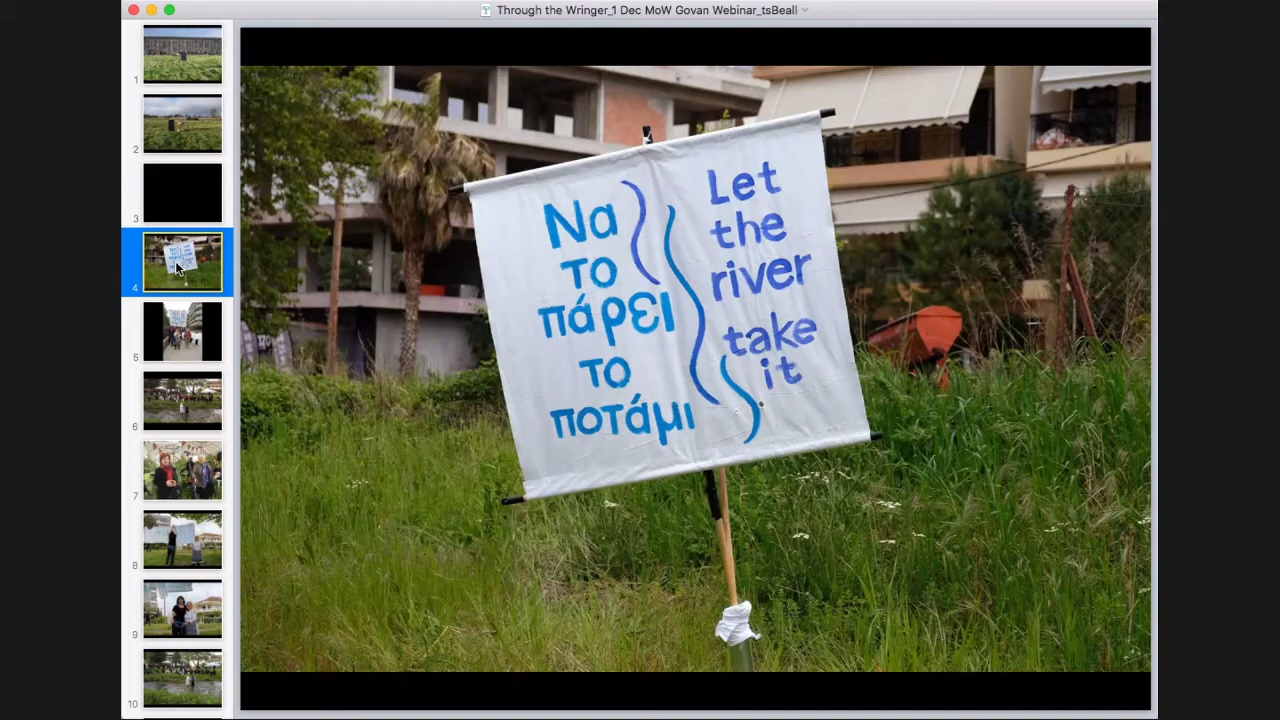 Through the Wringer_1 Dec MoW Govan Webinar_tsBeall
1
2
3
4
5
6
7
8
9
10
Να
το
πάρει
το
ποτάμι
Let
the
river
take
it